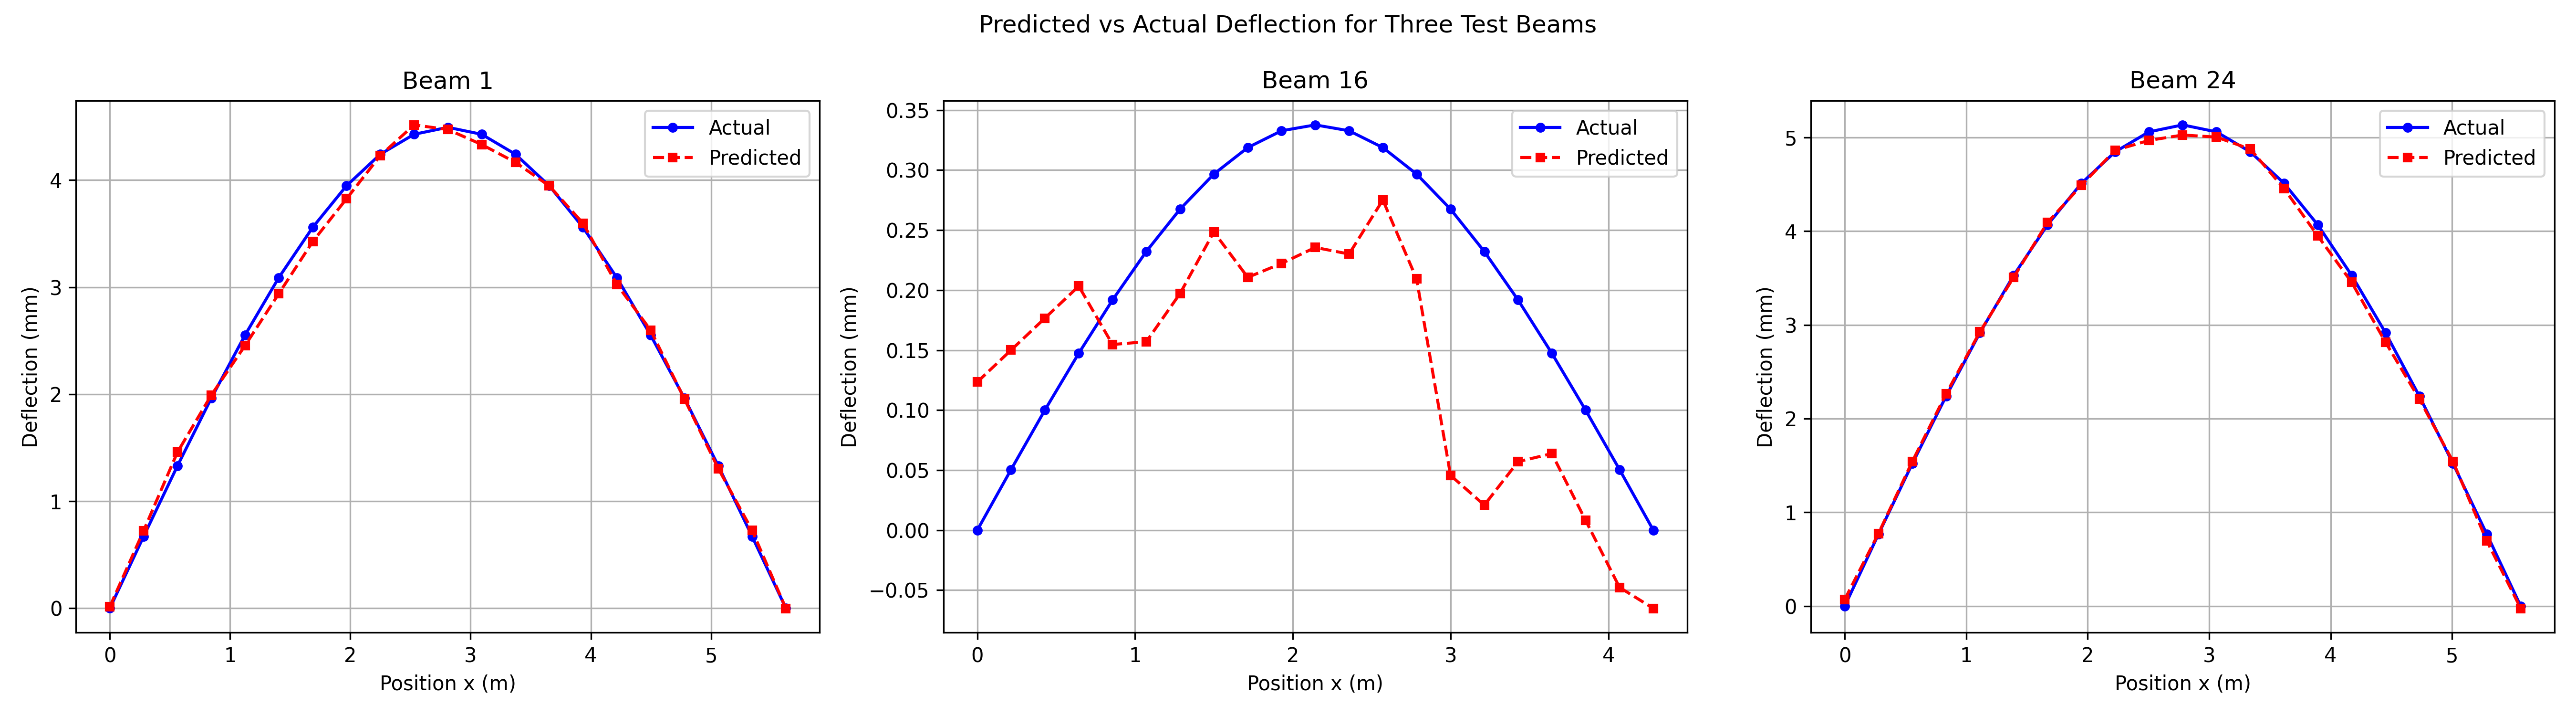 Predicted vs Actual Deflection for Three Test Beams
Beam 1
Actual
Predicted
Deflection (mm)
4
3
2
1
0
0 1 2 3 4 5
Position x (m)
Beam 16
Actual
Predicted
Deflection (mm)
0.35
0.30
0.25
0.20
0.15
0.10
0.05
0.00
−0.05
0 1 2 3 4
Position x (m)
Beam 24
Actual
Predicted
Deflection (mm)
5
4
3
2
1
0
0 1 2 3 4 5
Position x (m)